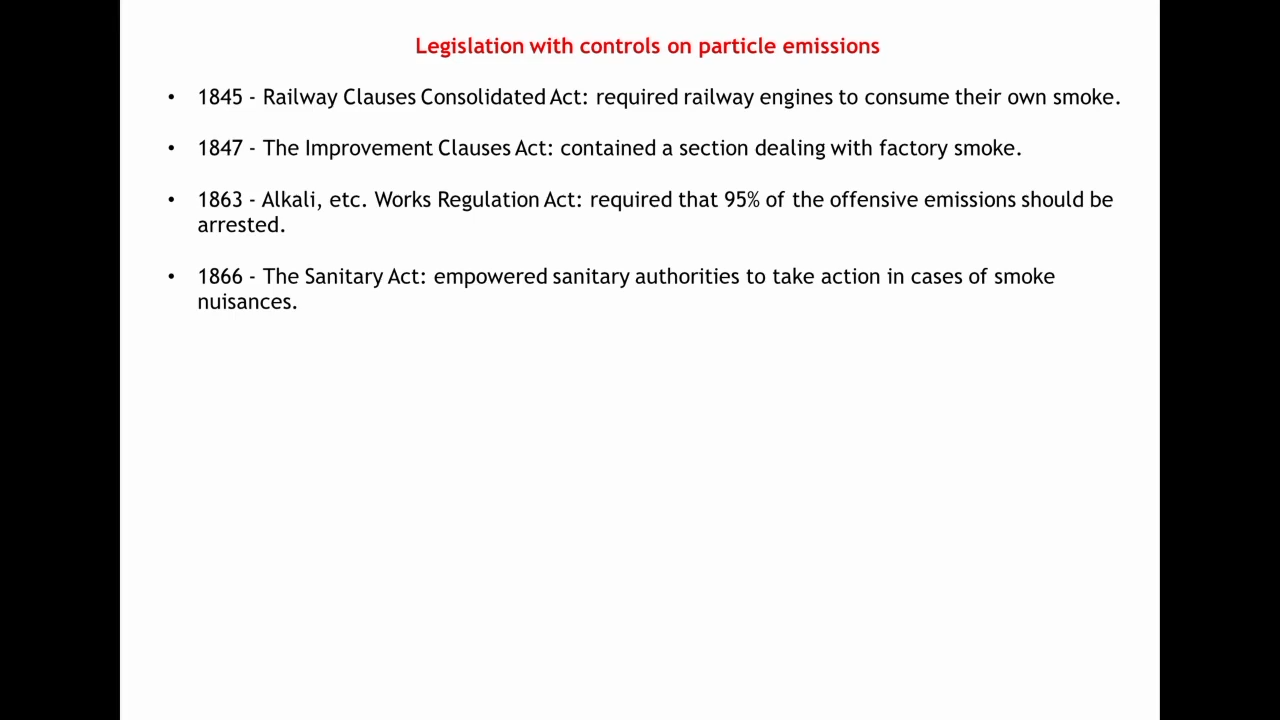 Legislation with controls on particle emissions
• 1845 - Railway Clauses Consolidated Act: required railway engines to consume their own smoke.
• 1847 - The Improvement Clauses Act: contained a section dealing with factory smoke.
• 1863 - Alkali, etc. Works Regulation Act: required that 95% of the offensive emissions should be
arrested.
• 1866 - The Sanitary Act: empowered sanitary authorities to take action in cases of smoke
nuisances.